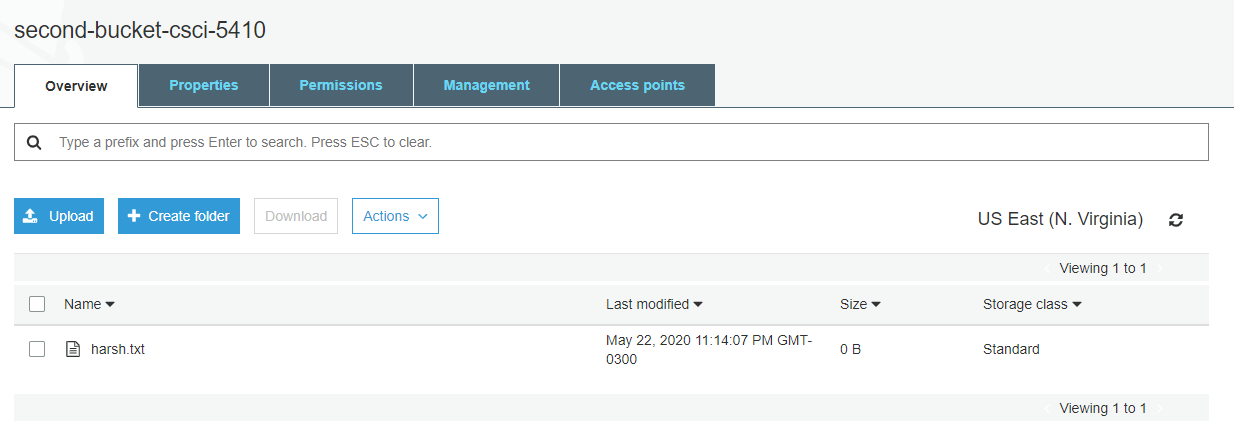 second-bucket-csci-5410
Overview Properties Permissions Management Access points
Type a prefix and press Enter to search. Press ESC to clear.
Upload Create folder Download Actions US East (N. Virginia)
Viewing 1 to 1
Name Last modified Size Storage class
harsh.txt May 22, 2020 11:14:07 PM GMT-
0300 0 B Standard
Viewing 1 to 1